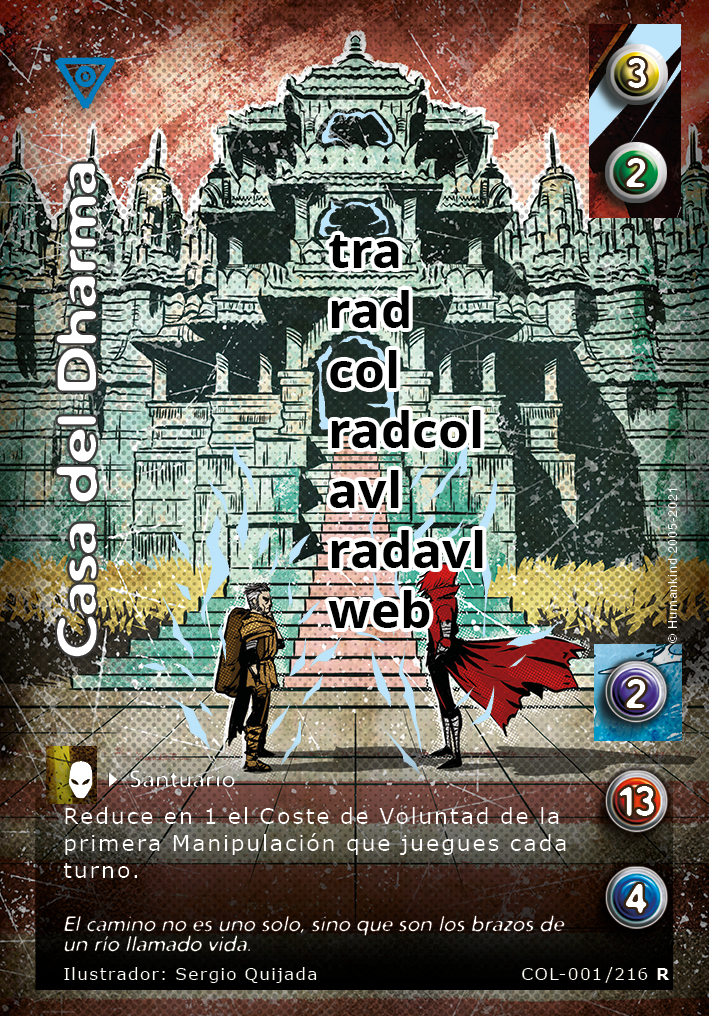 3
2
Casa del Dharma
tra
rad
col
radcol
avl
radavl
web
© Humankind 2005-2021
2
Santuario
13
4
Reduce en 1 el Coste de Voluntad de la
primera Manipulación que juegues cada
turno.
El camino no es uno solo, sino que son los brazos de
un río llamado vida.
Ilustrador: Sergio Quijada
COL-001/216 R